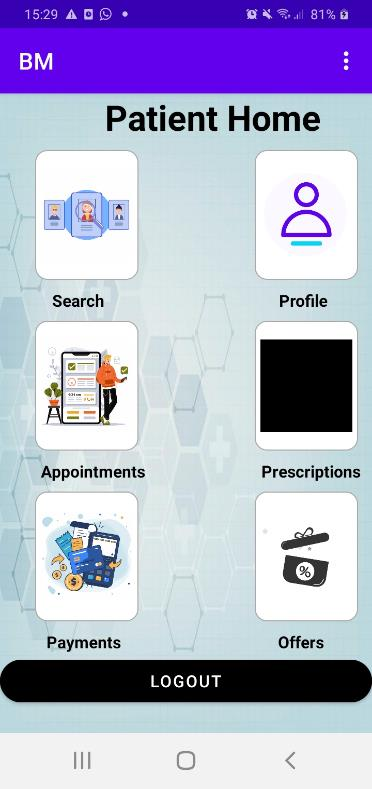 15:29 81%
BM
Patient Home
Search Profile
Appointments Prescriptions
Payments Offers
LOGOUT